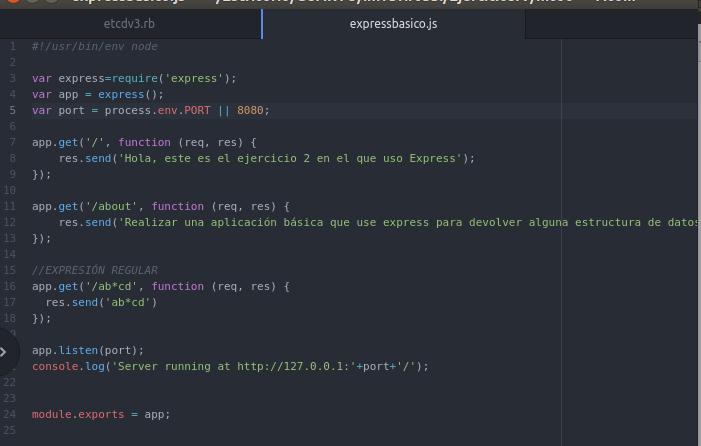 expressbasico.js
etcdv3.rb
expressbasico.js
1 #!/usr/bin/env node
2
3 var express=require('express');
4 var app = express();
5 var port = process.env.PORT || 8080;
6
7 app.get('/', function (req, res) {
8 res.send('Hola, este es el ejercicio 2 en el que uso Express');
9 });
10
11 app.get('/about', function (req, res) {
12 res.send('Realizar una aplicación básica que use express para devolver alguna estructura de datos
13 });
14
15 //EXPRESIÓN REGULAR
16 app.get('/ab*cd', function (req, res) {
17 res.send('ab*cd')
18 });
app.listen(port);
console.log('Server running at http://127.0.0.1:'+port+'/');
22
23
24 module.exports = app;
25